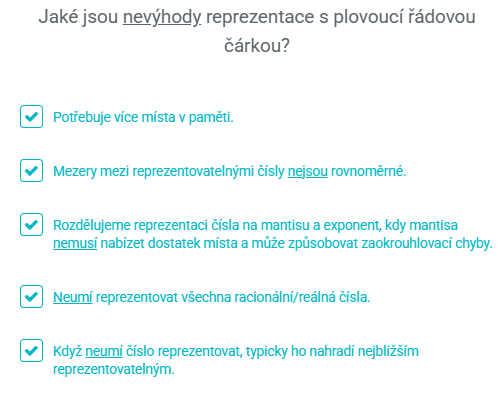 Jaké jsou nevýhody reprezentace s plovoucí řádovou
čárkou?
Potřebuje více místa v paměti.
Mezery mezi reprezentovatelnými čísly nejsou rovnoměrné.
Rozdělujeme reprezentaci čísla na mantisu a exponent, kdy mantisa
nemusí nabízet dostatek místa a může způsobovat zaokrouhlovací chyby.
Neumí reprezentovat všechna racionální/reálná čísla.
Když neumí číslo reprezentovat, typicky ho nahradí nejbližším
reprezentovatelným.